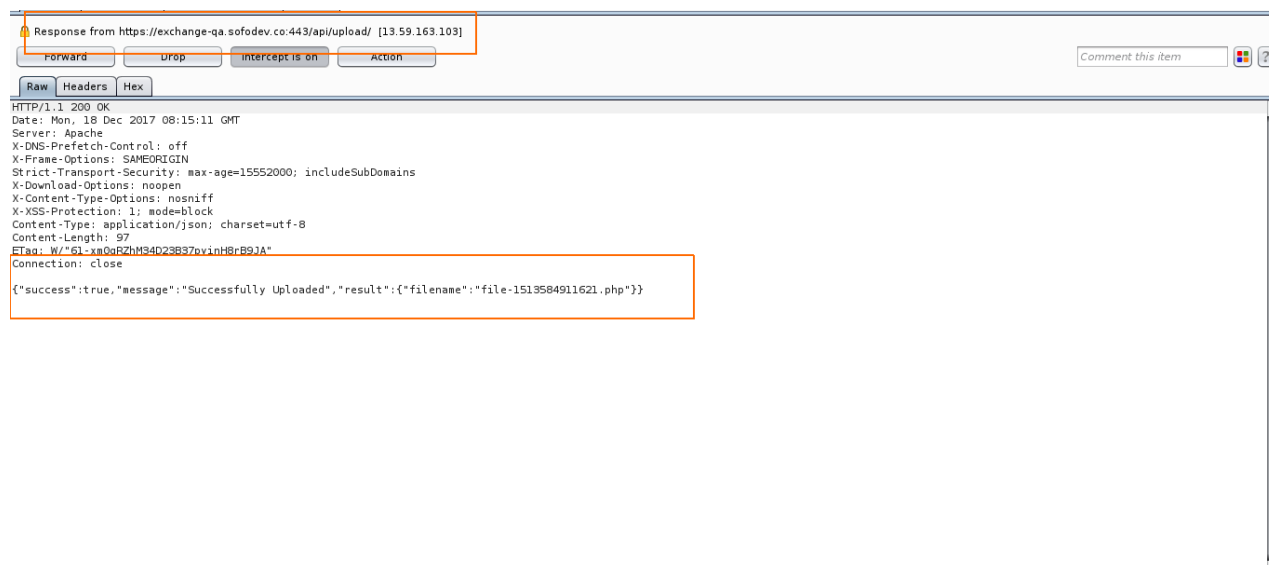 Response from https://exchange-qa.sofodev.co:443/api/upload/ [13.59.163.103]
Forward Drop Intercept is on Action Comment this item ?
Raw Headers Hex
HTTP/1.1 200 OK
Date: Mon, 18 Dec 2017 08:15:11 GMT
Server: Apache
X-DNS-Prefetch-Control: off
X-Frame-Options: SAMEORIGIN
Strict-Transport-Security: max-age=15552000; includeSubDomains
X-Download-Options: noopen
X-Content-Type-Options: nosniff
X-XSS-Protection: 1; mode=block
Content-Type: application/json; charset=utf-8
Content-Length: 97
ETag: W/"61-xm0qRZhM34D23B37pvinH8rB9JA"
Connection: close
{"success":true,"message":"Successfully Uploaded","result":{"filename":"file-1513584911621.php"}}